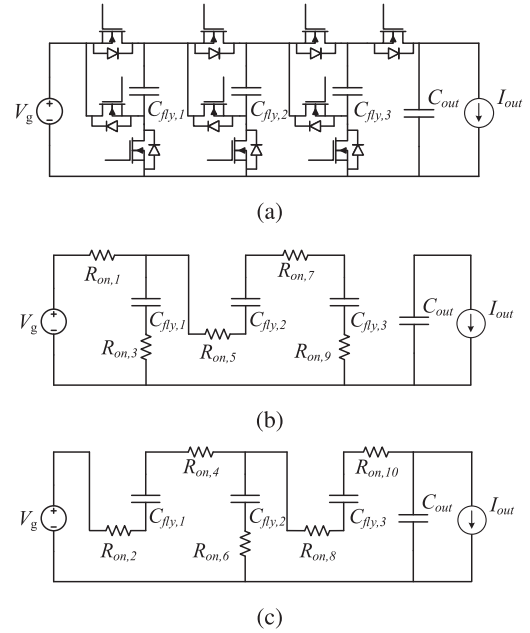 V_g C_fly,1 C_fly,2 C_fly,3 C_out I_out
(a)
R_on,1 R_on,7
V_g C_fly,1 C_fly,2 C_fly,3 C_out I_out
R_on,3 R_on,5 R_on,9
(b)
R_on,4 R_on,10
V_g C_fly,1 C_fly,2 C_fly,3 C_out I_out
R_on,2 R_on,6 R_on,8
(c)